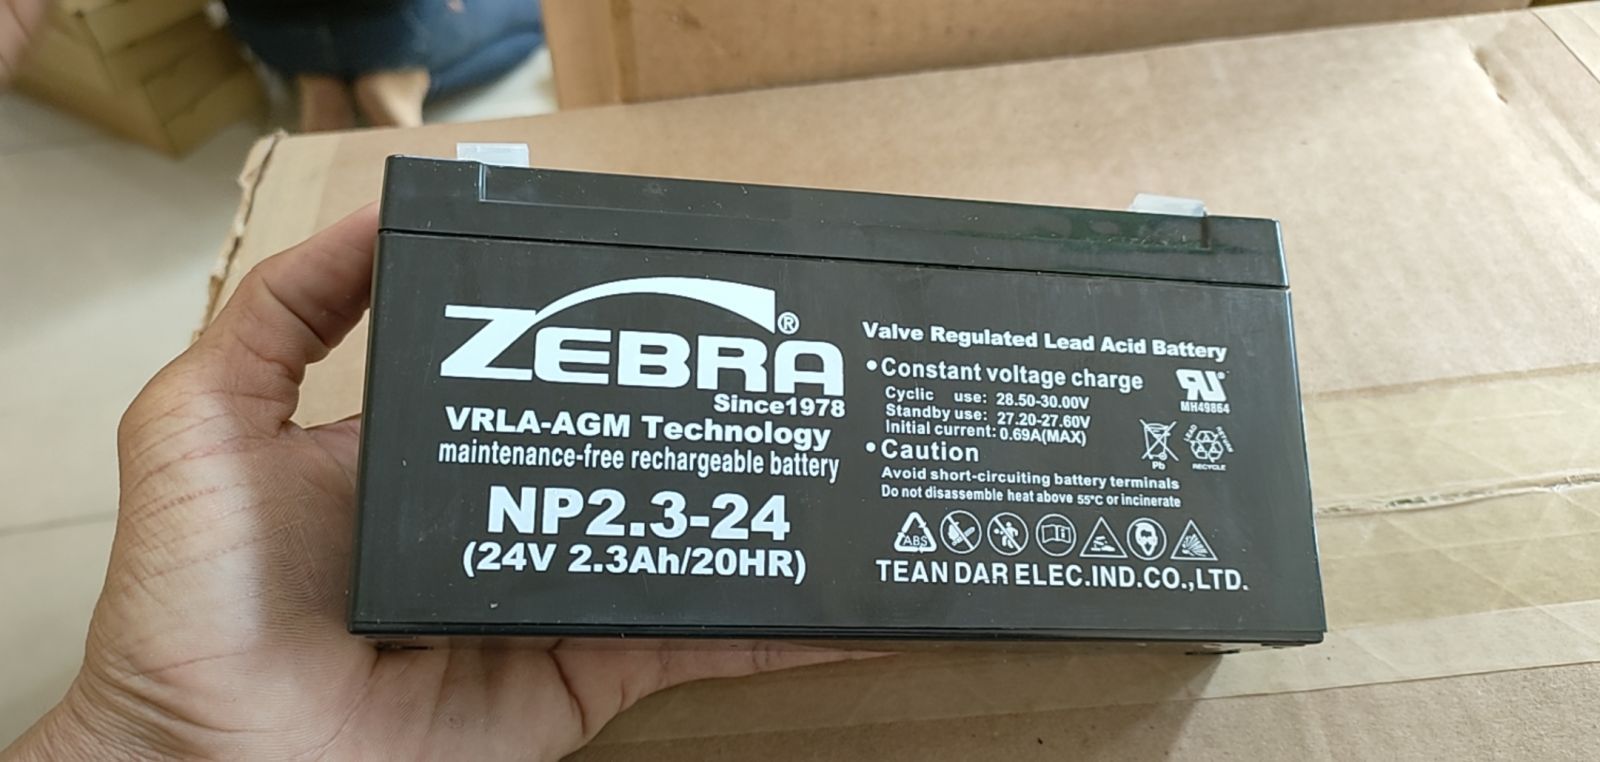 ZEBRA®
Since1978
VRLA-AGM Technology
maintenance-free rechargeable battery
NP2.3-24
(24V 2.3Ah/20HR)
Valve Regulated Lead Acid Battery
•Constant voltage charge
Cyclic use: 28.50-30.00V
Standby use: 27.20-27.60V
Initial current: 0.69A(MAX)
•Caution
Avoid short-circuiting battery terminals
Do not disassemble heat above 55°C or incinerate
RU®
MH49864
Pb
LEAD
RETURN
RECYCLE
ABS
TEAN DAR ELEC.IND.CO.,LTD.